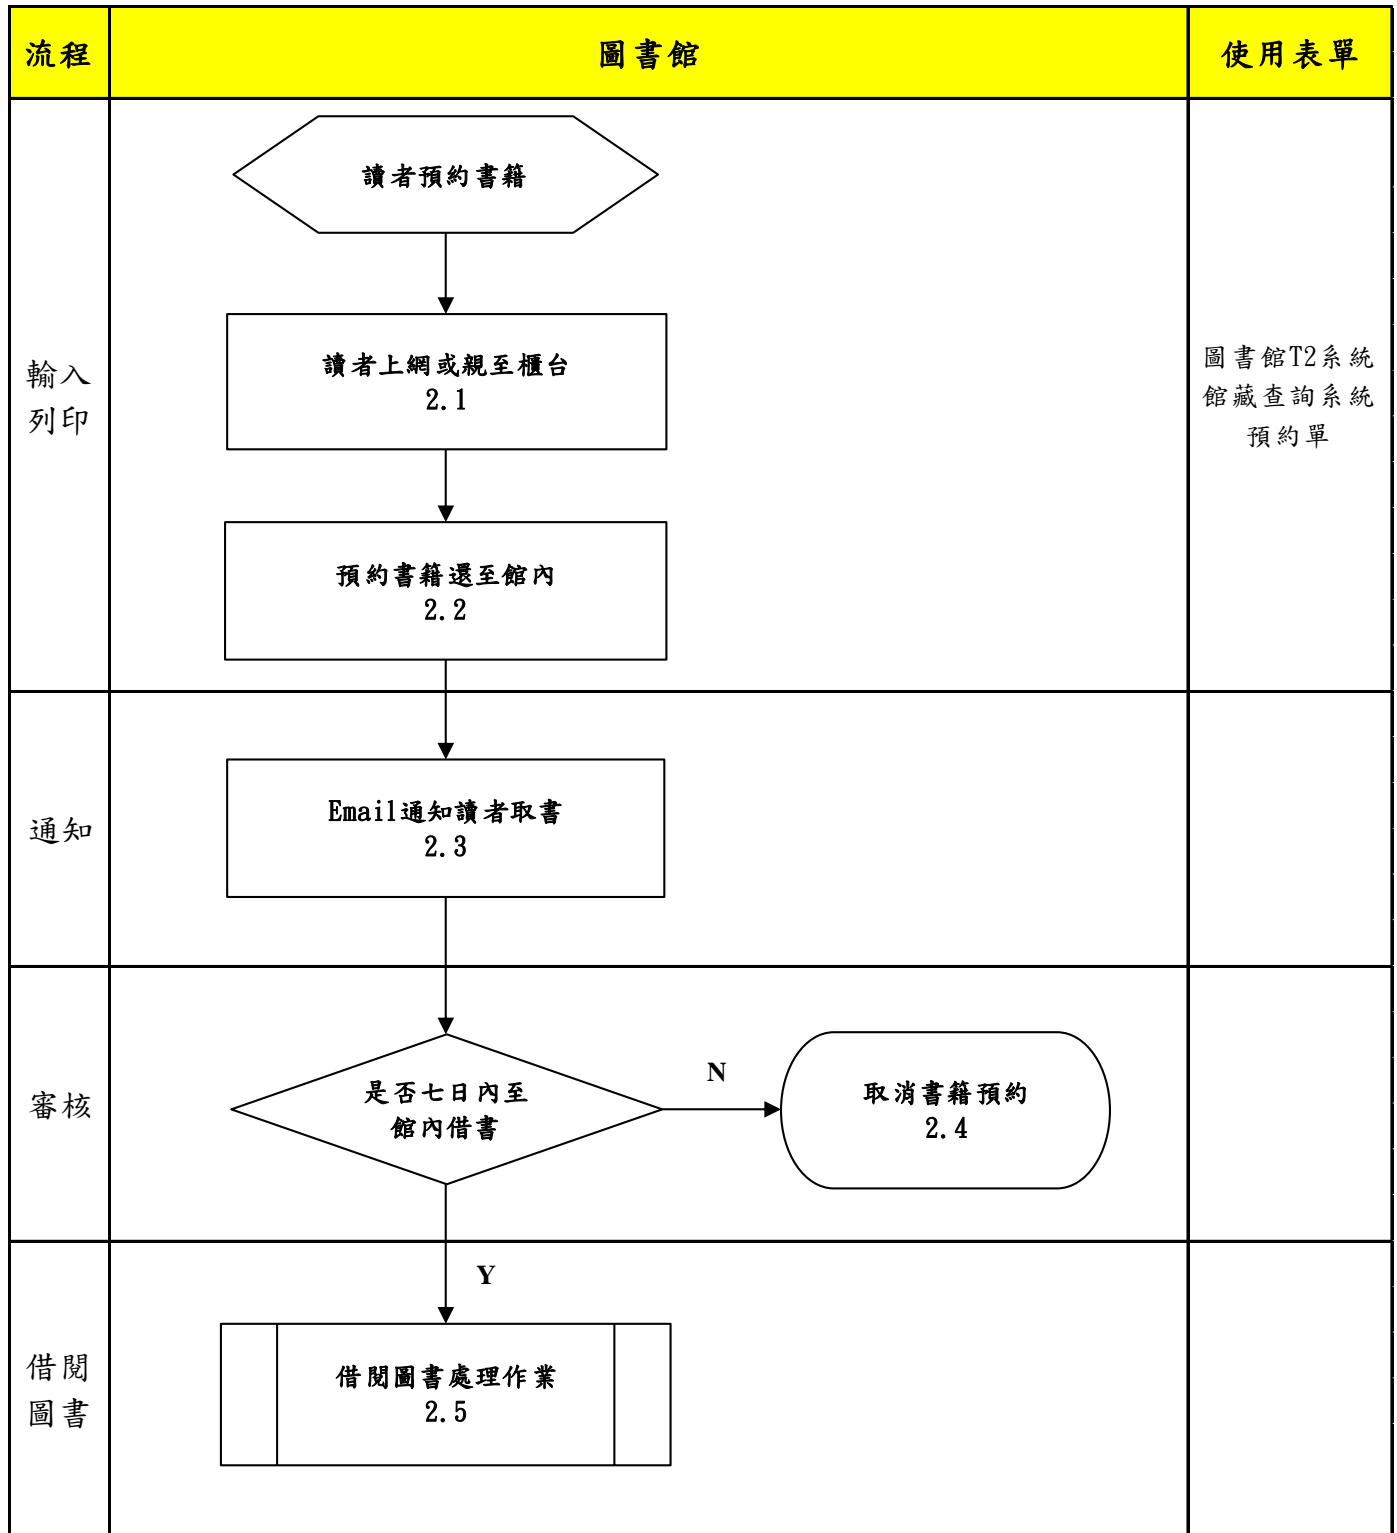 流程
圖書館
使用表單
讀者預約書籍
輸入
列印
讀者上網或親至櫃台
2.1
圖書館T2系統
館藏查詢系統
預約單
預約書籍還至館內
2.2
通知
Email通知讀者取書
2.3
審核
是否七日內至
館內借書
N
取消書籍預約
2.4
Y
借閱
圖書
借閱圖書處理作業
2.5